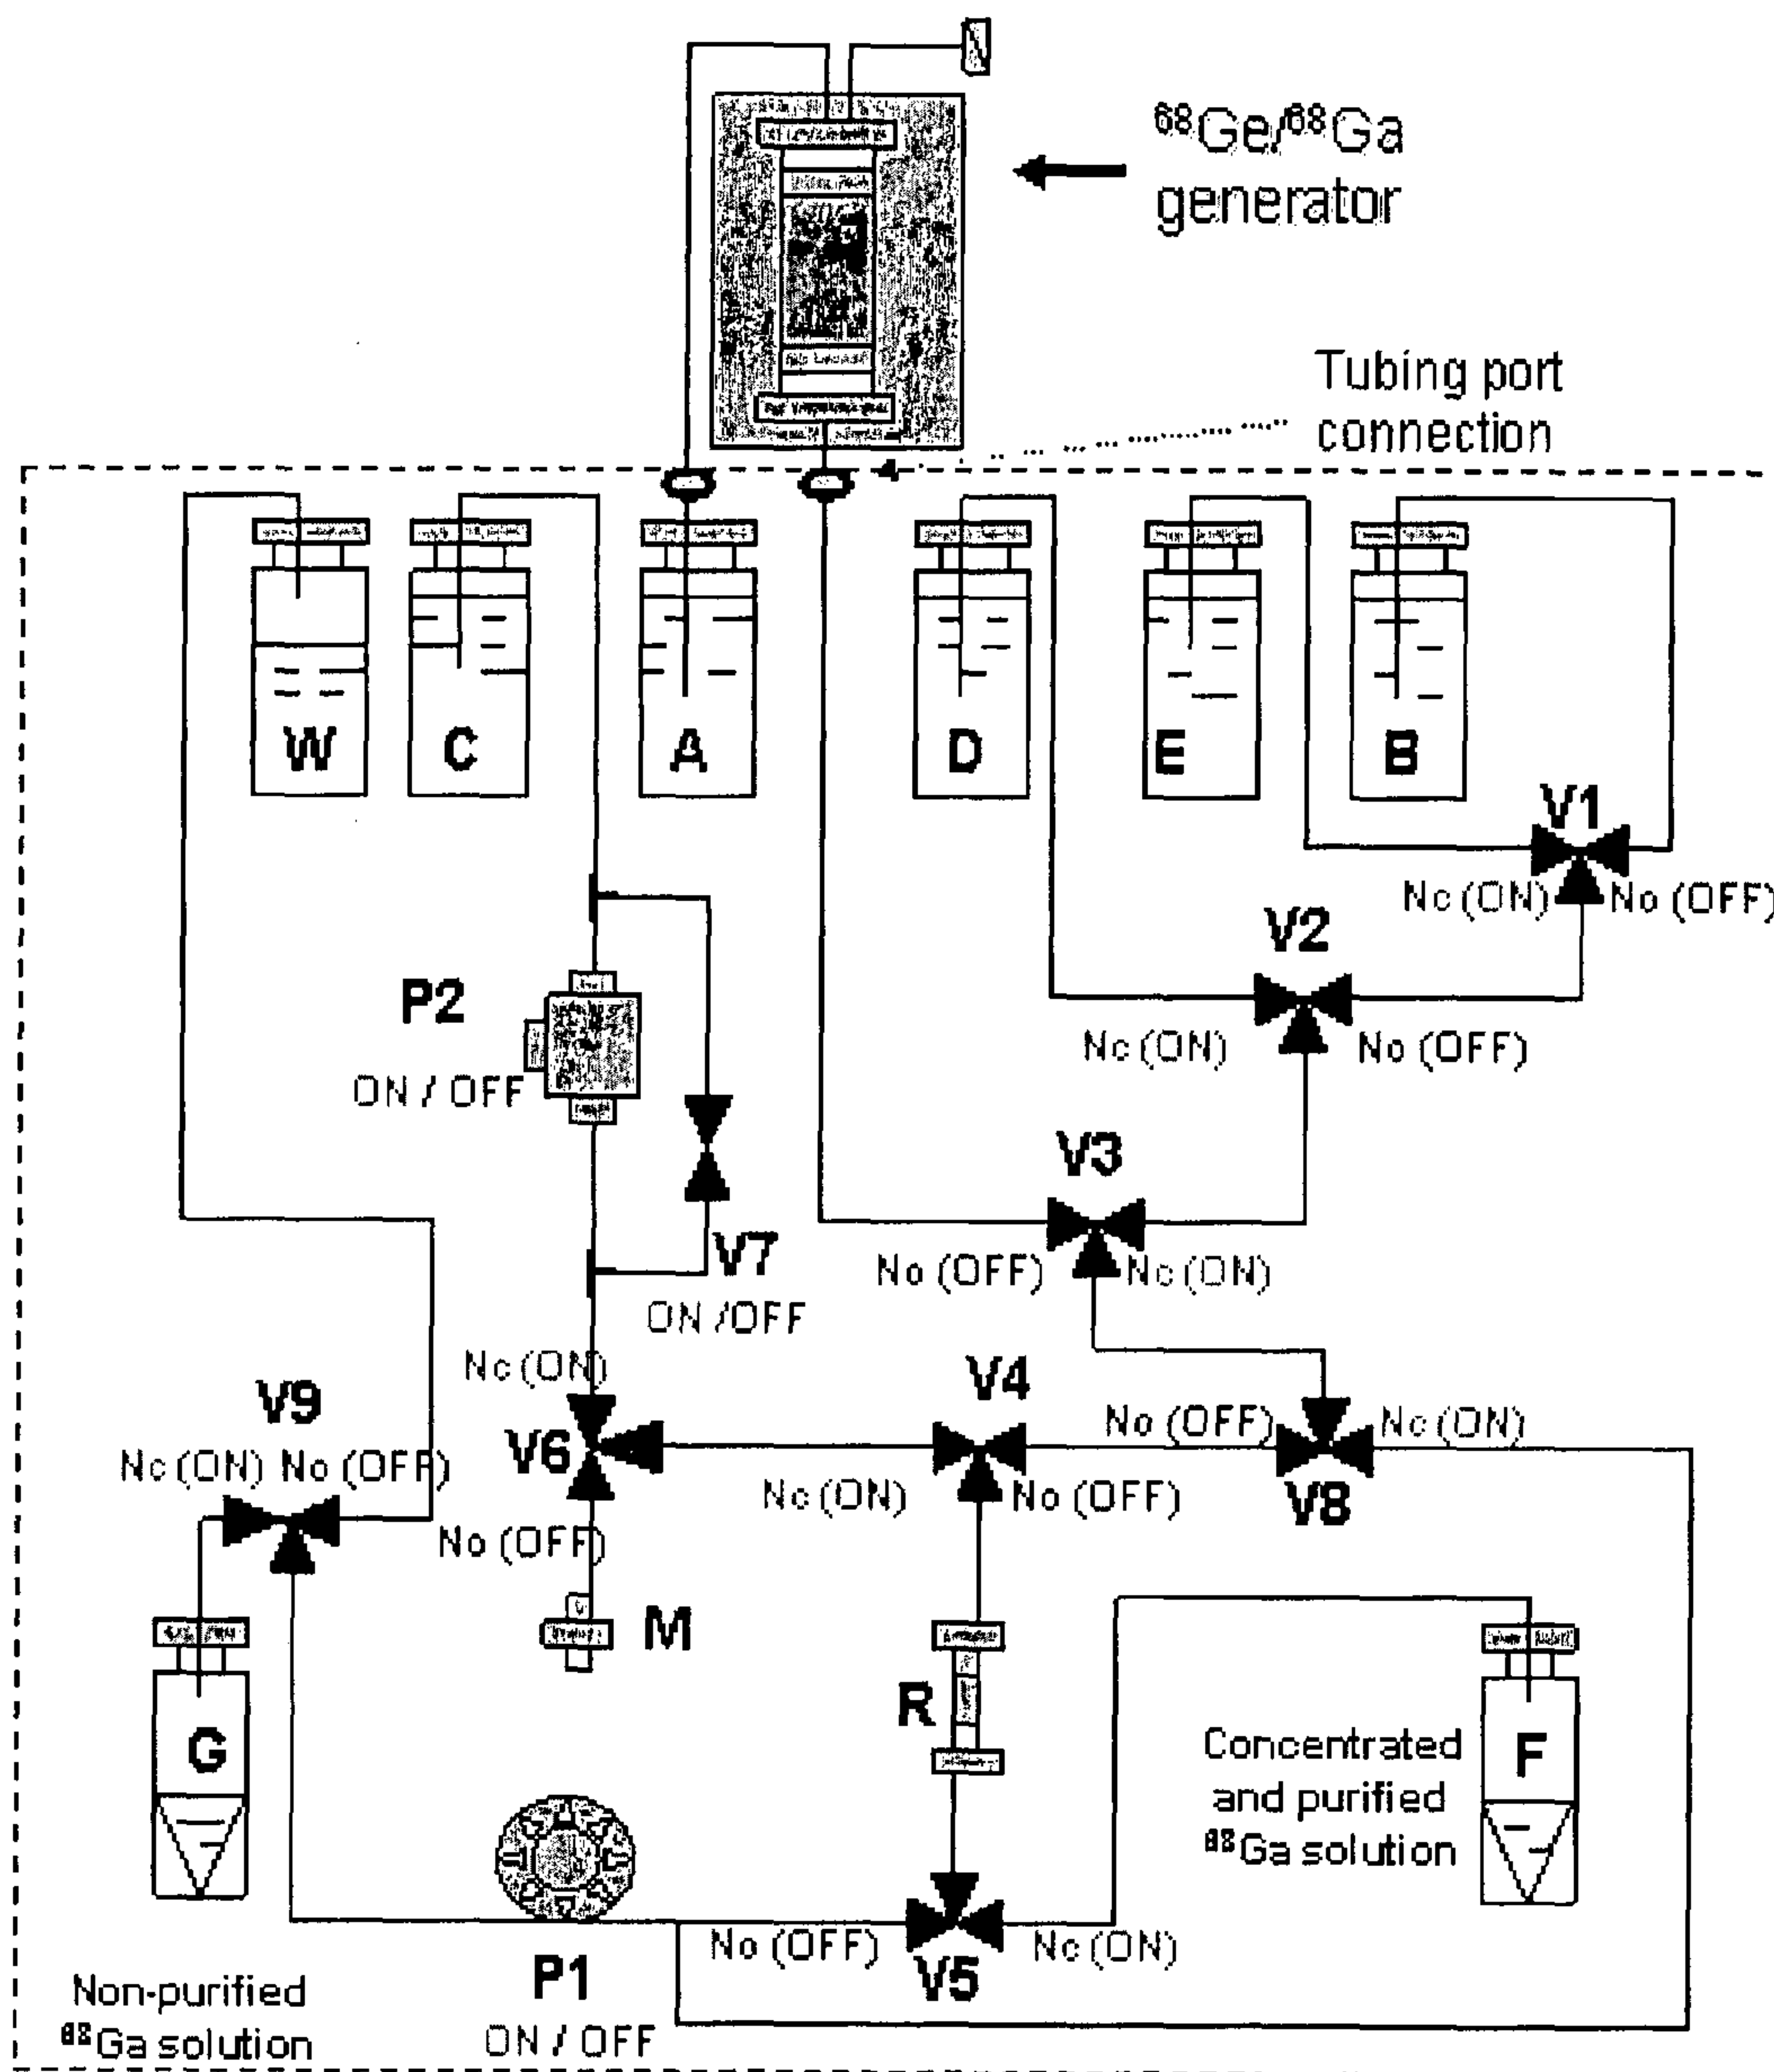 ⁶⁸Ge/⁶⁸Ga
generator
Tubing port
connection
W
C
A
D
E
B
V1
Nc (ON)
No (OFF)
V2
Nc (ON)
No (OFF)
P2
ON / OFF
V3
No (OFF)
Nc (ON)
V7
ON /OFF
Nc (ON)
V9
Nc (ON)
No (OFF)
V6
No (OFF)
V4
Nc (ON)
No (OFF)
No (OFF)
Nc (ON)
V8
M
R
G
Concentrated
and purified
⁶⁸Ga solution
F
P1
ON / OFF
No (OFF)
Nc (ON)
V5
Non-purified
⁶⁸Ga solution